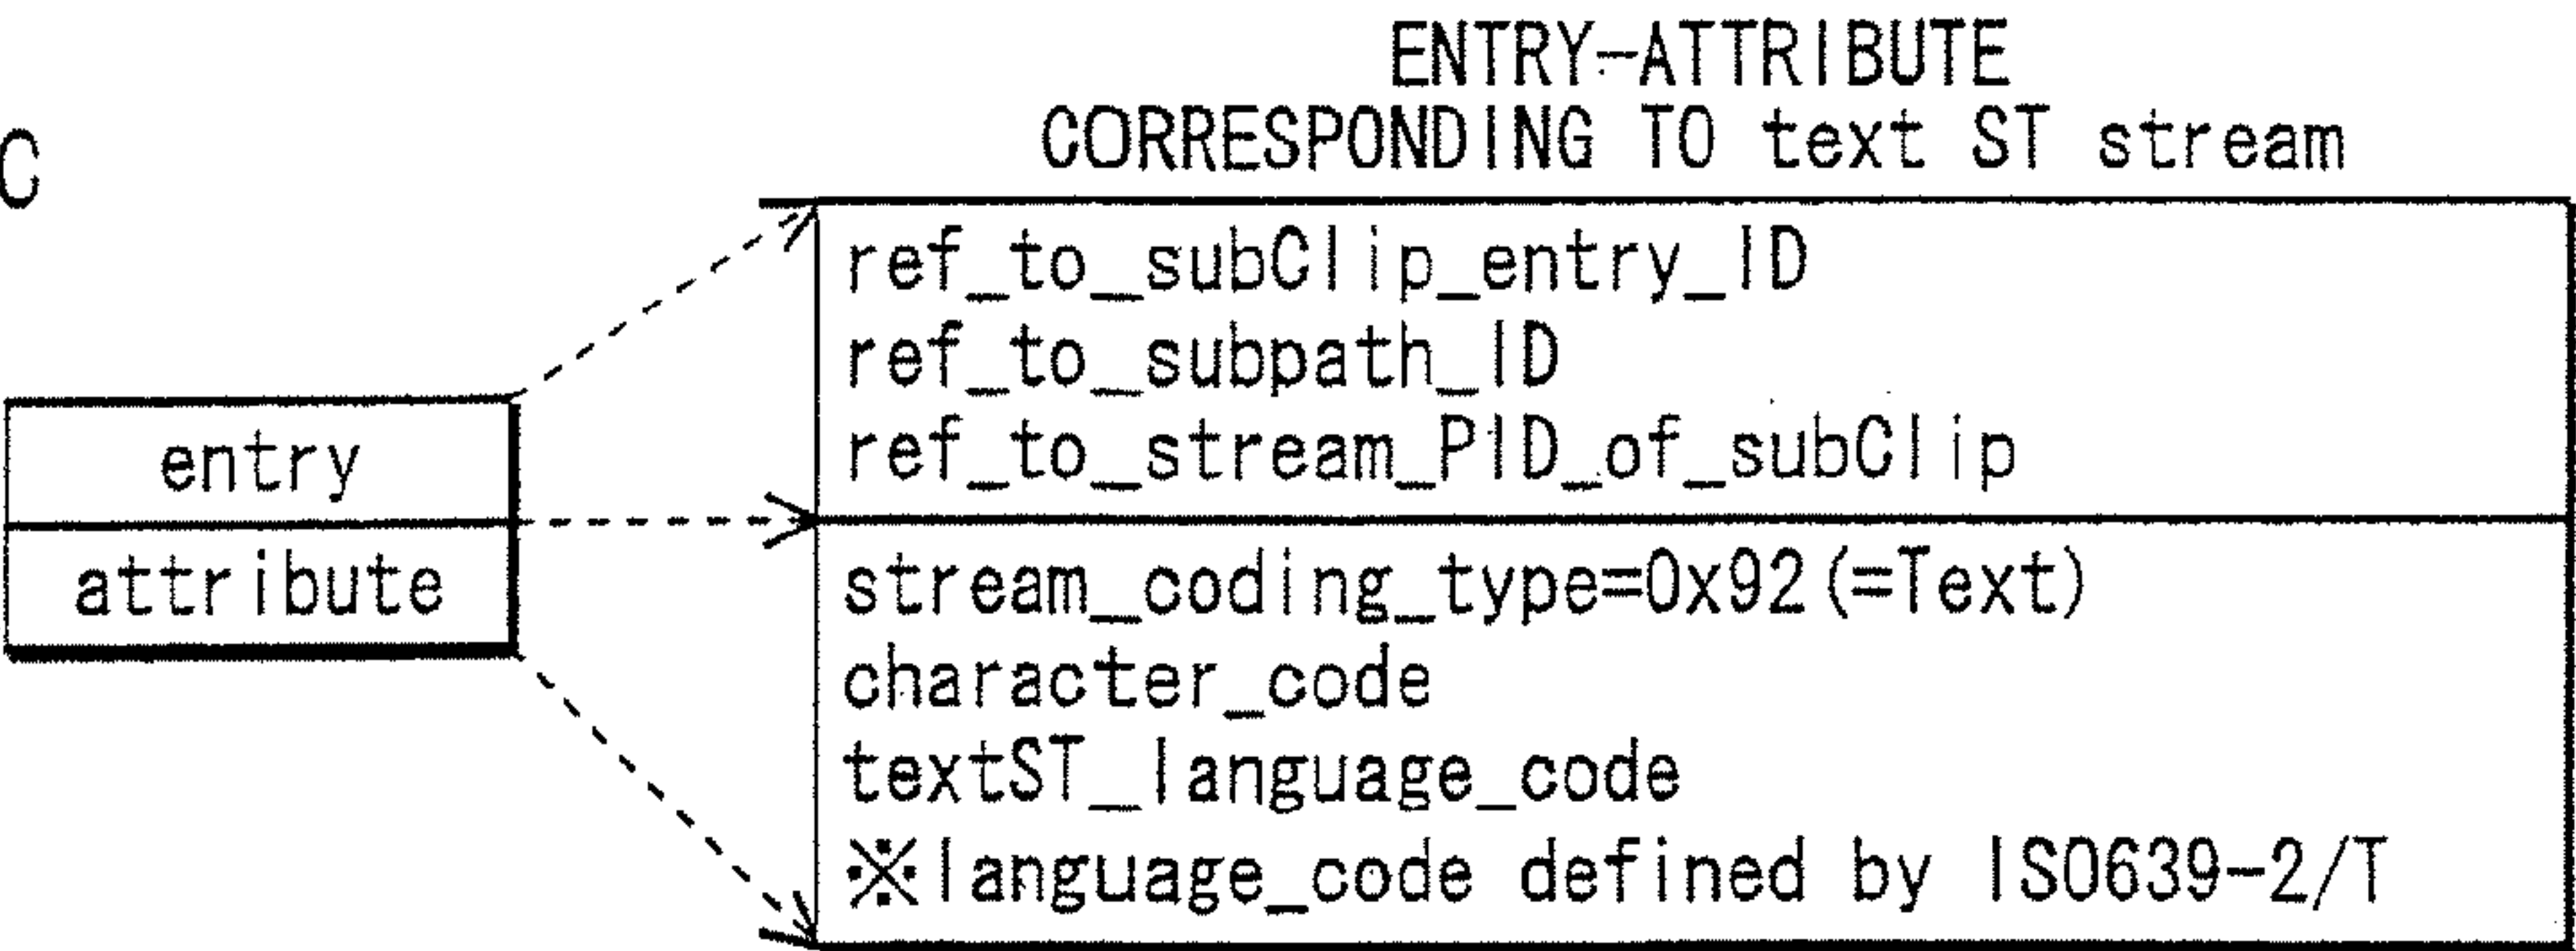 ENTRY-ATTRIBUTE
CORRESPONDING TO text ST stream
C
ref_to_subClip_entry_ID
ref_to_subpath_ID
ref_to_stream_PID_of_subClip
entry
attribute
stream_coding_type=0x92(=Text)
character_code
textST_language_code
※language_code defined by ISO639-2/T